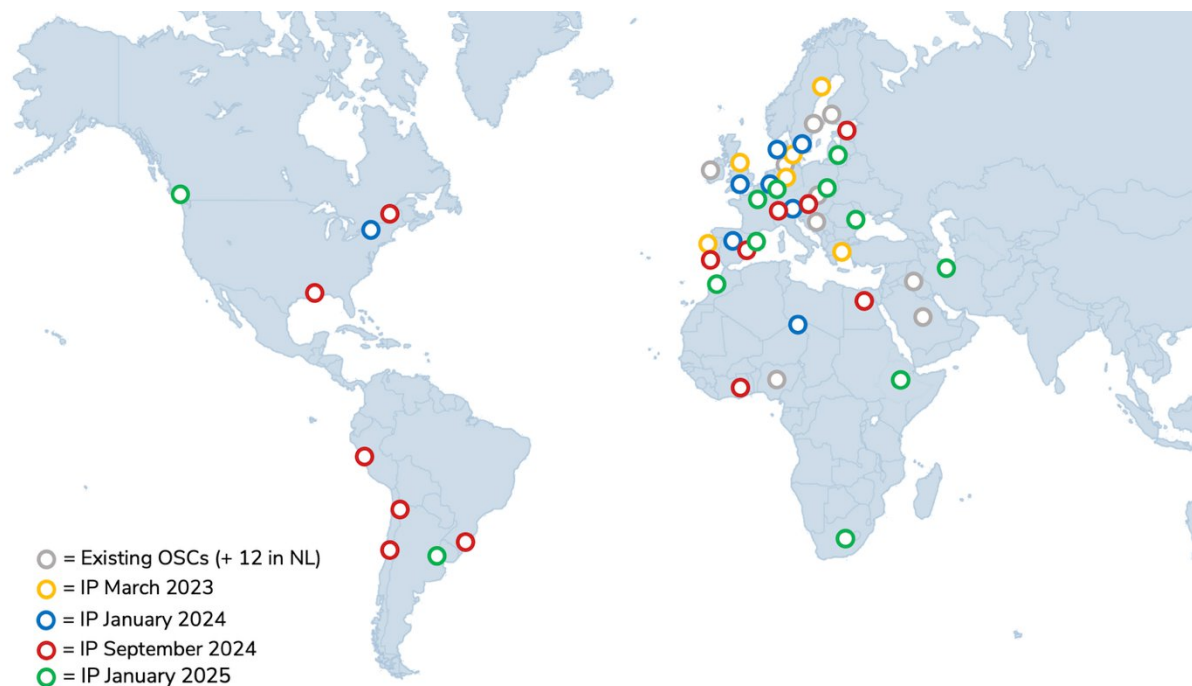 = Existing OSCs (+ 12 in NL)
= IP March 2023
= IP January 2024
= IP September 2024
= IP January 2025